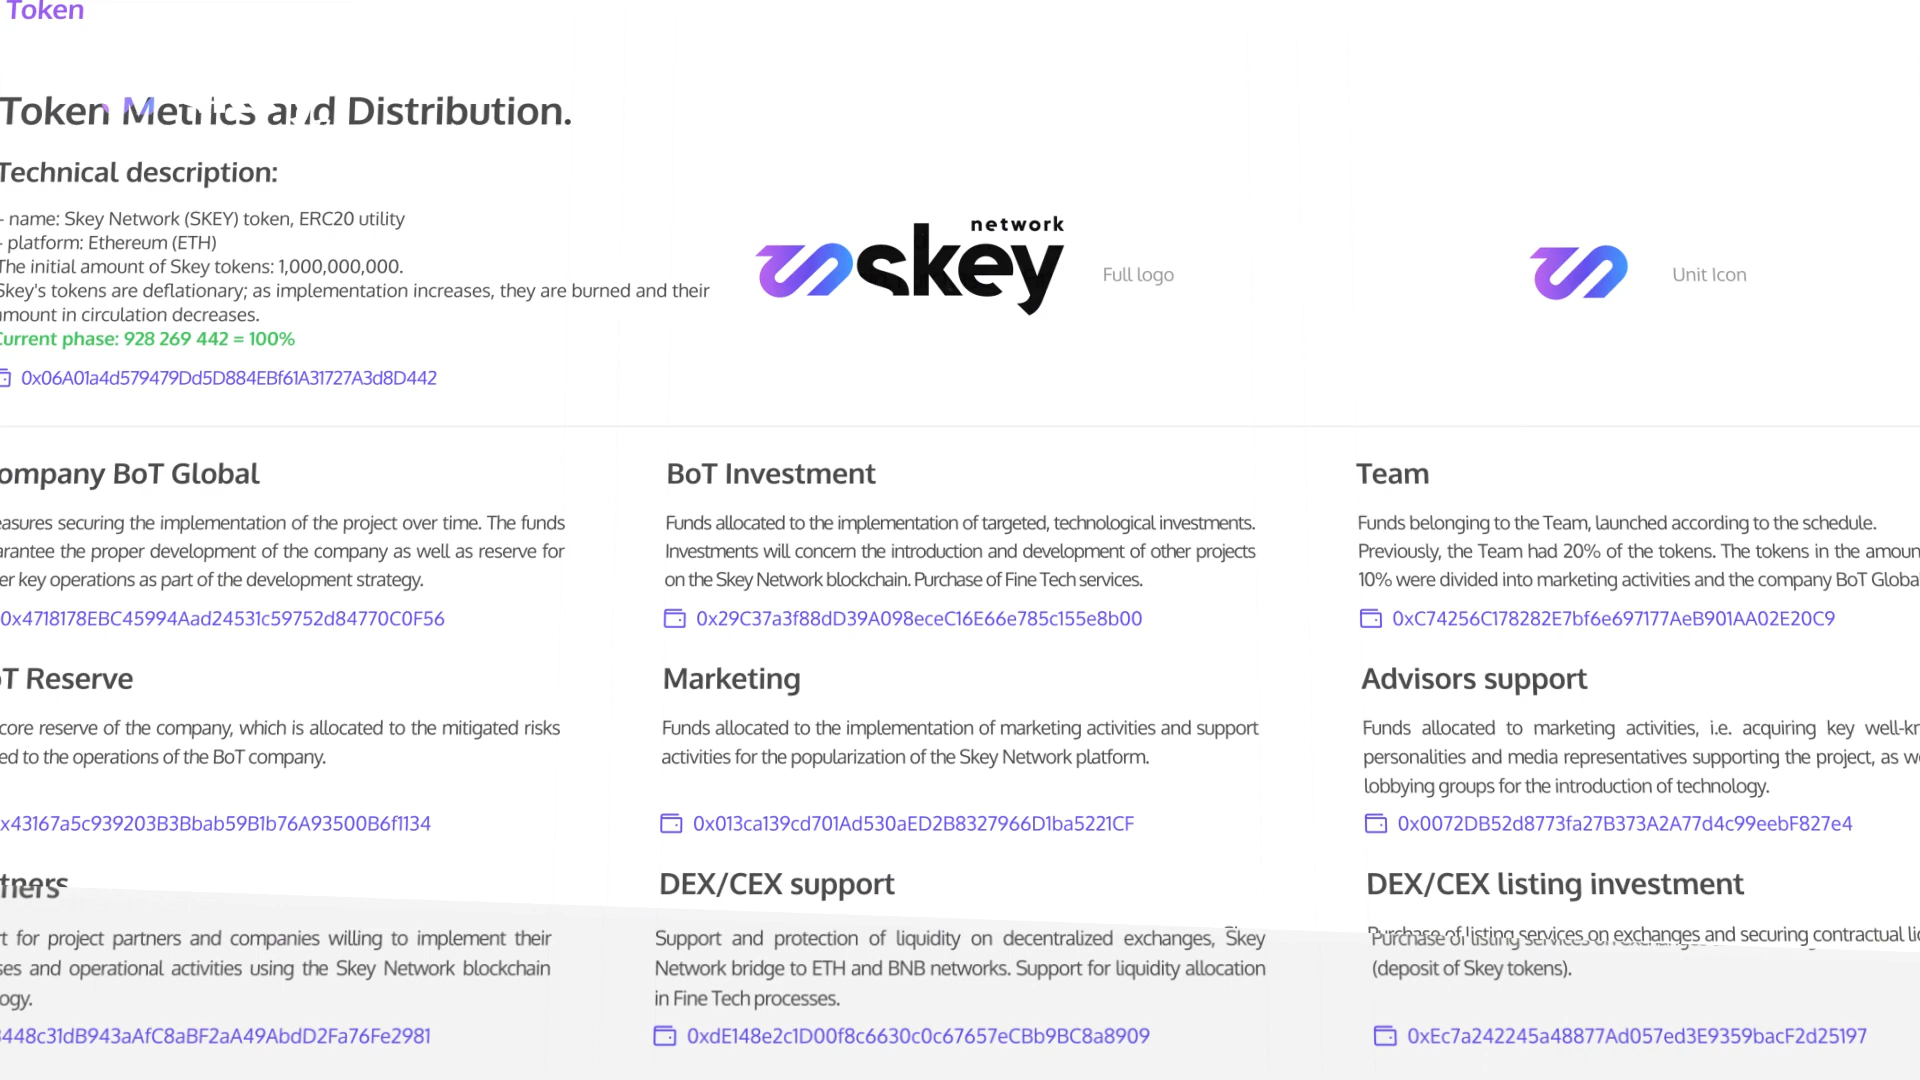 Token
Token Metrics and Distribution.
Technical description:
- name: Skey Network (SKEY) token, ERC20 utility
- platform: Ethereum (ETH)
The initial amount of Skey tokens: 1,000,000,000.
Skey's tokens are deflationary; as implementation increases, they are burned and their
amount in circulation decreases.
Current phase: 928 269 442 = 100%
0x06A01a4d579479Dd5D884EBf61A31727A3d8D442
network
skey
Full logo
Unit Icon
ompany BoT Global
easures securing the implementation of the project over time. The funds
arantee the proper development of the company as well as reserve for
er key operations as part of the development strategy.
0x4718178EBC45994Aad24531c59752d84770C0F56
BoT Investment
Funds allocated to the implementation of targeted, technological investments.
Investments will concern the introduction and development of other projects
on the Skey Network blockchain. Purchase of Fine Tech services.
0x29C37a3f88dD39A098eceC16E66e785c155e8b00
Team
Funds belonging to the Team, launched according to the schedule.
Previously, the Team had 20% of the tokens. The tokens in the amoun
10% were divided into marketing activities and the company BoT Globa
0xC74256C178282E7bf6e697177AeB901AA02E20C9
T Reserve
core reserve of the company, which is allocated to the mitigated risks
ed to the operations of the BoT company.
x43167a5c939203B3Bbab59B1b76A93500B6f1134
Marketing
Funds allocated to the implementation of marketing activities and support
activities for the popularization of the Skey Network platform.
0x013ca139cd701Ad530aED2B8327966D1ba5221CF
Advisors support
Funds allocated to marketing activities, i.e. acquiring key well-kn
personalities and media representatives supporting the project, as we
lobbying groups for the introduction of technology.
0x0072DB52d8773fa27B373A2A77d4c99eebF827e4
tners
t for project partners and companies willing to implement their
ses and operational activities using the Skey Network blockchain
ogy.
448c31dB943aAfC8aBF2aA49AbdD2Fa76Fe2981
DEX/CEX support
Support and protection of liquidity on decentralized exchanges, Skey
Network bridge to ETH and BNB networks. Support for liquidity allocation
in Fine Tech processes.
0xdE148e2c1D00f8c6630c0c67657eCBb9BC8a8909
DEX/CEX listing investment
Purchase of listing services on exchanges and securing contractual li
(deposit of Skey tokens).
0xEc7a242245a48877Ad057ed3E9359bacF2d25197